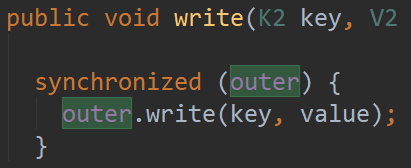 public void write(K2 key, V2
synchronized (outer) {
outer.write(key, value);
}